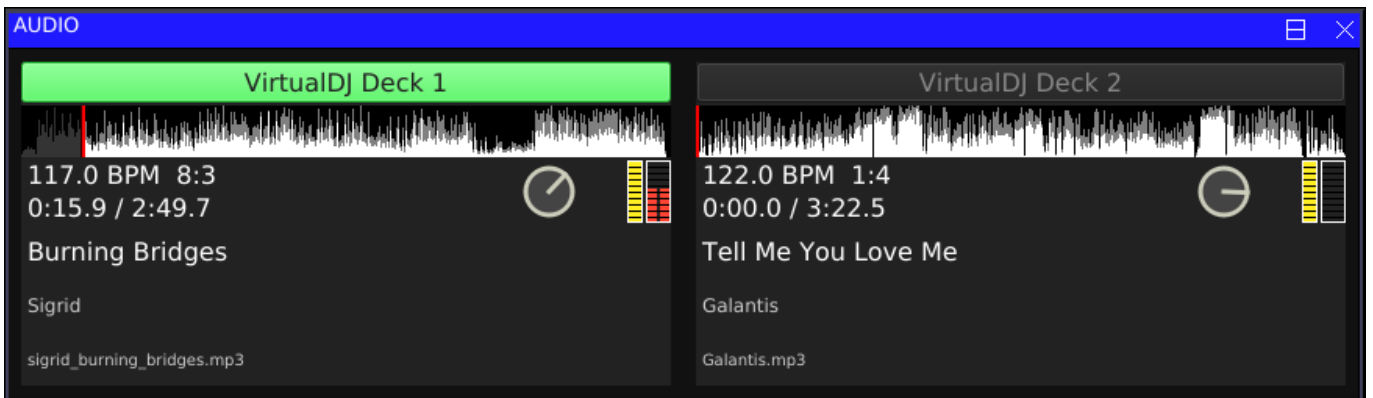 AUDIO
VirtualDJ Deck 1
117.0 BPM 8:3
0:15.9 / 2:49.7
Burning Bridges
Sigrid
sigrid_burning_bridges.mp3
VirtualDJ Deck 2
122.0 BPM 1:4
0:00.0 / 3:22.5
Tell Me You Love Me
Galantis
Galantis.mp3